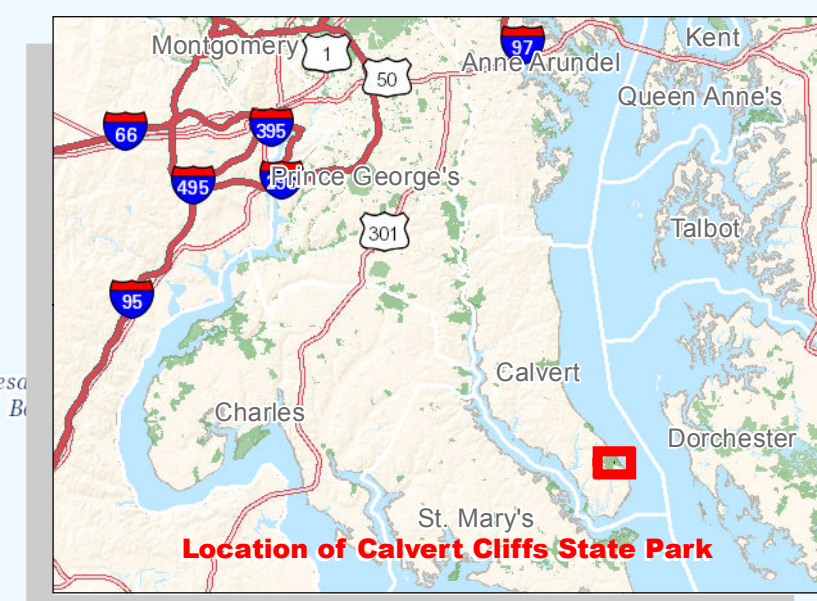 Montgomery
1
97
Kent
Anne Arundel
50
Queen Anne's
66
395
495
Prince George's
301
Talbot
95
Calvert
Charles
Dorchester
St. Mary's
Location of Calvert Cliffs State Park